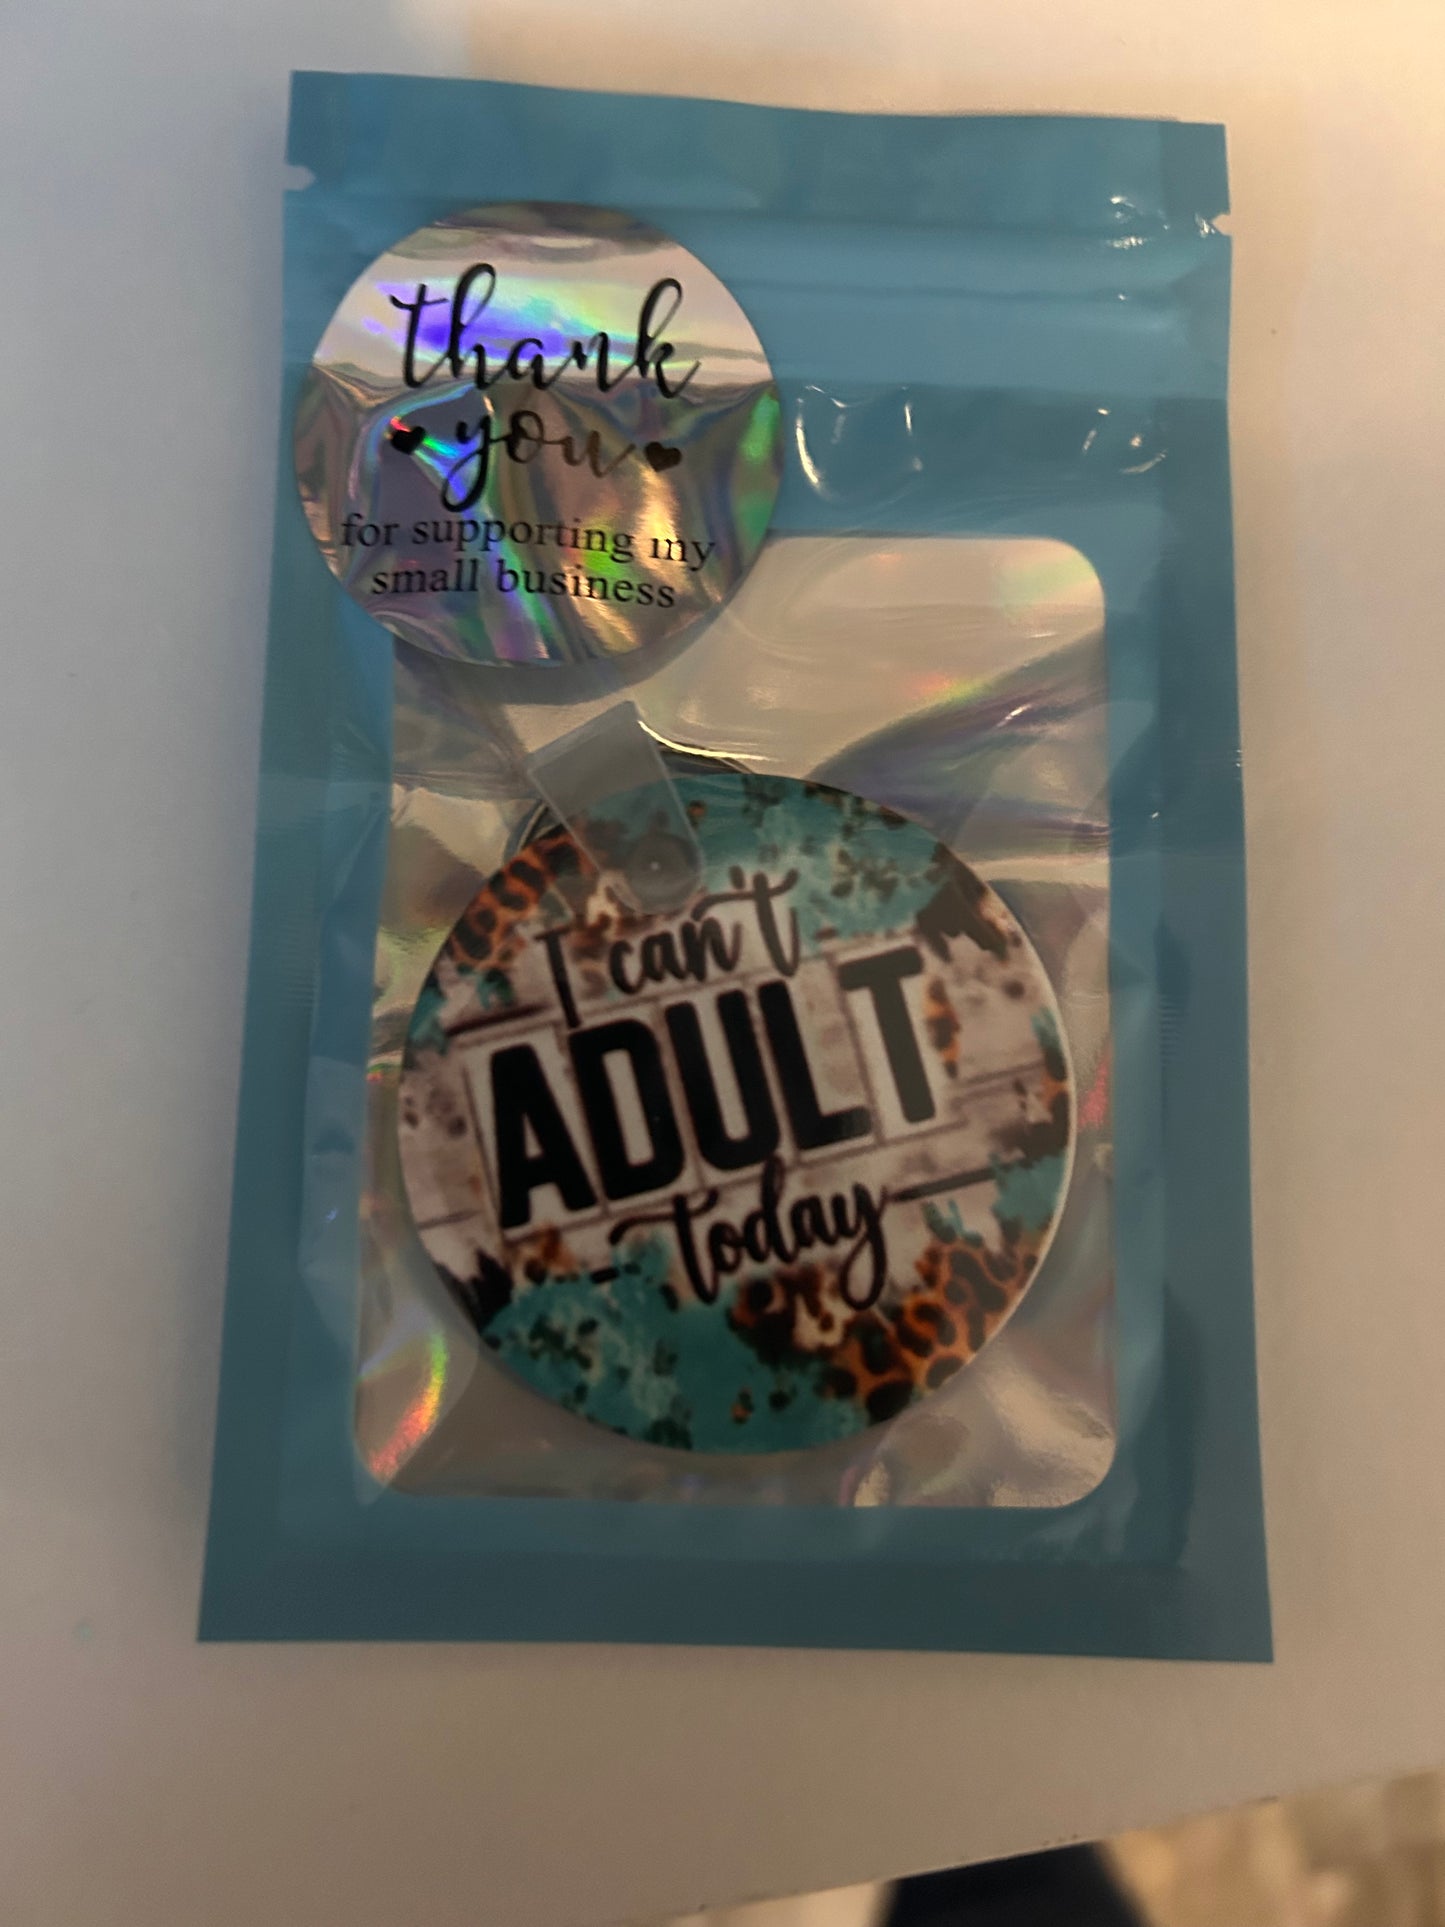 thank
you
for supporting my
small business
I can't
ADULT
today